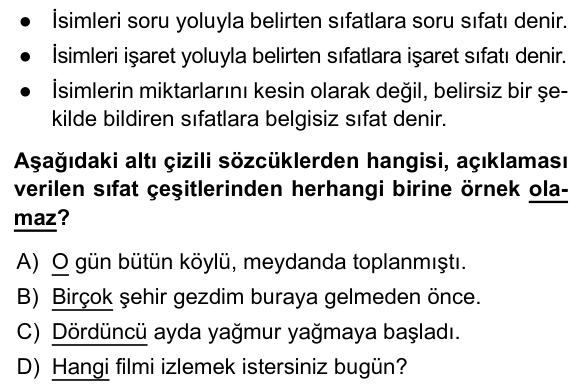 ● İsimleri soru yoluyla belirten sıfatlara soru sıfatı denir.
● İsimleri işaret yoluyla belirten sıfatlara işaret sıfatı denir.
● İsimlerin miktarlarını kesin olarak değil, belirsiz bir şe-
kilde bildiren sıfatlara belgisiz sıfat denir.
Aşağıdaki altı çizili sözcüklerden hangisi, açıklaması
verilen sıfat çeşitlerinden herhangi birine örnek ola-
maz?
A) O gün bütün köylü, meydanda toplanmıştı.
B) Birçok şehir gezdim buraya gelmeden önce.
C) Dördüncü ayda yağmur yağmaya başladı.
D) Hangi filmi izlemek istersiniz bugün?